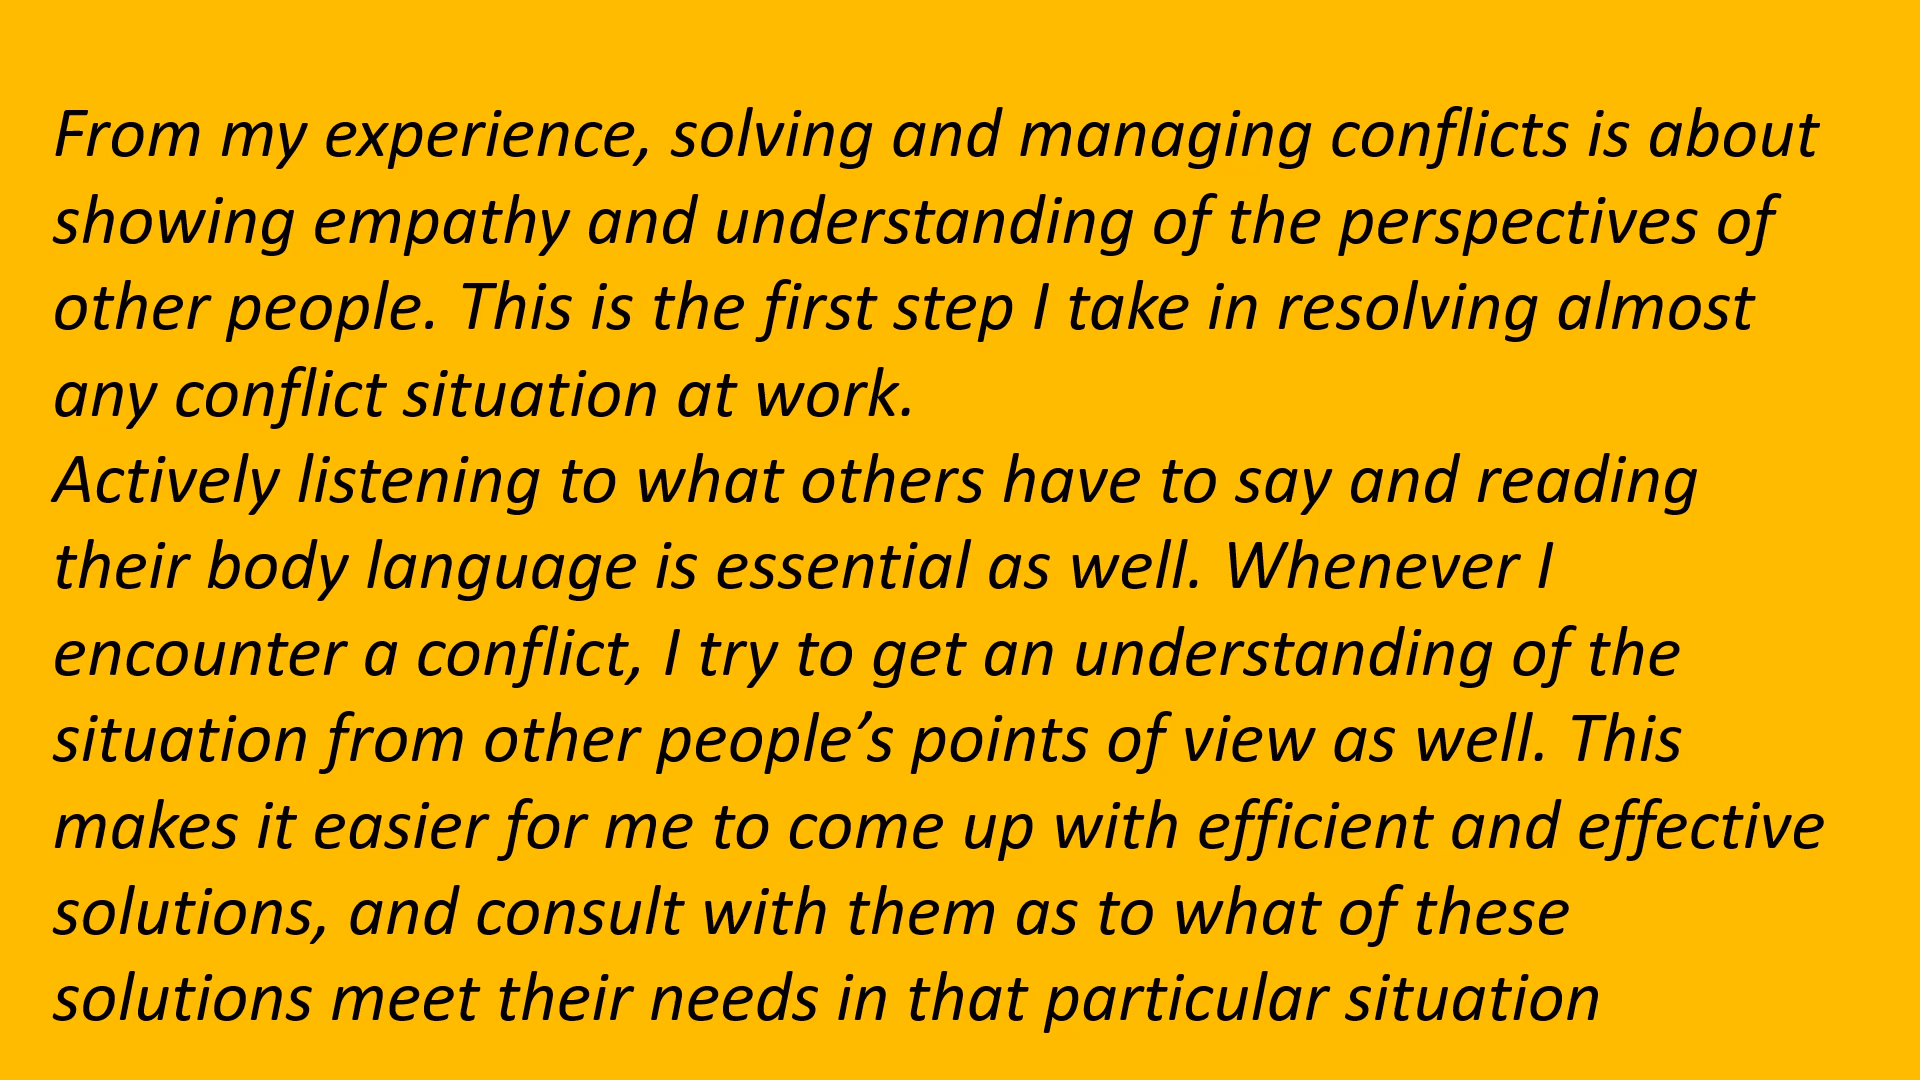 From my experience, solving and managing conflicts is about
showing empathy and understanding of the perspectives of
other people. This is the first step I take in resolving almost
any conflict situation at work.
Actively listening to what others have to say and reading
their body language is essential as well. Whenever I
encounter a conflict, I try to get an understanding of the
situation from other people’s points of view as well. This
makes it easier for me to come up with efficient and effective
solutions, and consult with them as to what of these
solutions meet their needs in that particular situation